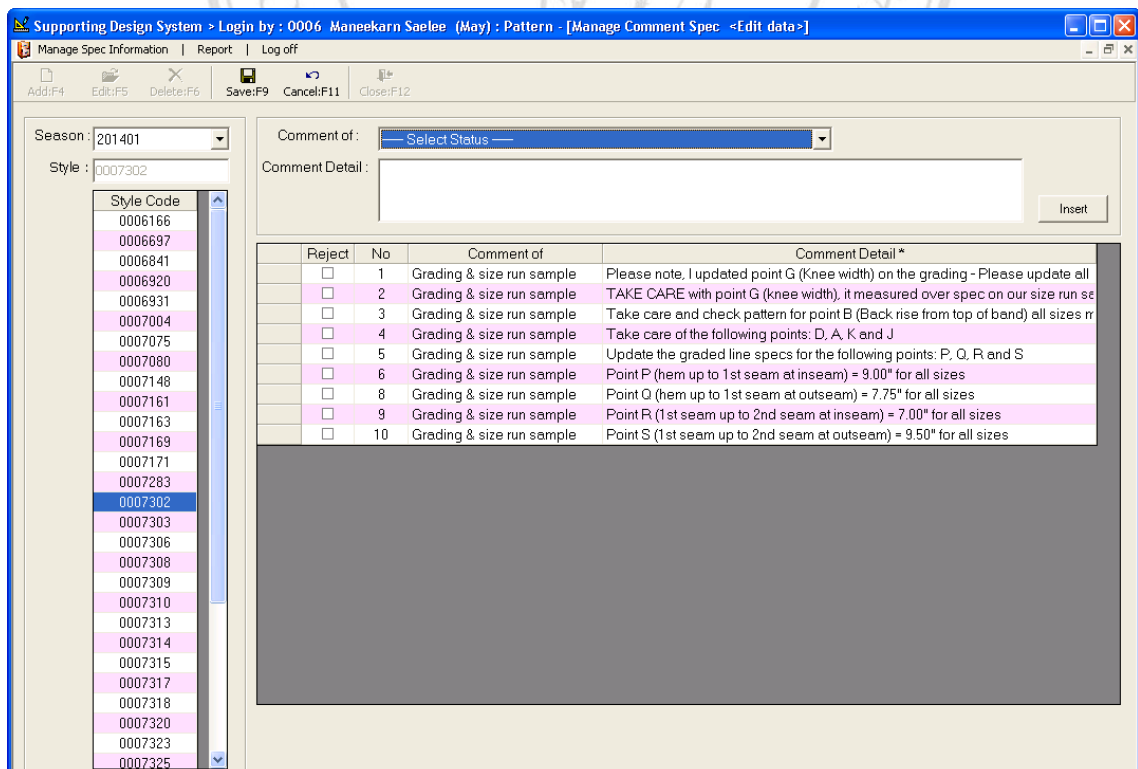 Supporting Design System > Login by : 0006 Maneekarn Saelee (May) : Pattern - [Manage Comment Spec <Edit data>]
Manage Spec Information | Report | Log off
Add:F4 Edit:F5 Delete:F6 Save:F9 Cancel:F11 Close:F12
Season : 201401
Style : 0007302
Style Code
0006166
0006697
0006841
0006920
0006931
0007004
0007075
0007080
0007148
0007161
0007163
0007169
0007171
0007283
0007302
0007303
0007306
0007308
0007309
0007310
0007313
0007314
0007315
0007317
0007318
0007320
0007323
0007325
Comment of : ----- Select Status -----
Comment Detail :
Insert
Reject No Comment of Comment Detail *
1 Grading & size run sample Please note, I updated point G (Knee width) on the grading - Please update all
2 Grading & size run sample TAKE CARE with point G (knee width), it measured over spec on our size run se
3 Grading & size run sample Take care and check pattern for point B (Back rise from top of band) all sizes m
4 Grading & size run sample Take care of the following points: D, A, K and J
5 Grading & size run sample Update the graded line specs for the following points: P, Q, R and S
6 Grading & size run sample Point P (hem up to 1st seam at inseam) = 9.00" for all sizes
8 Grading & size run sample Point Q (hem up to 1st seam at outseam) = 7.75" for all sizes
9 Grading & size run sample Point R (1st seam up to 2nd seam at inseam) = 7.00" for all sizes
10 Grading & size run sample Point S (1st seam up to 2nd seam at outseam) = 9.50" for all sizes